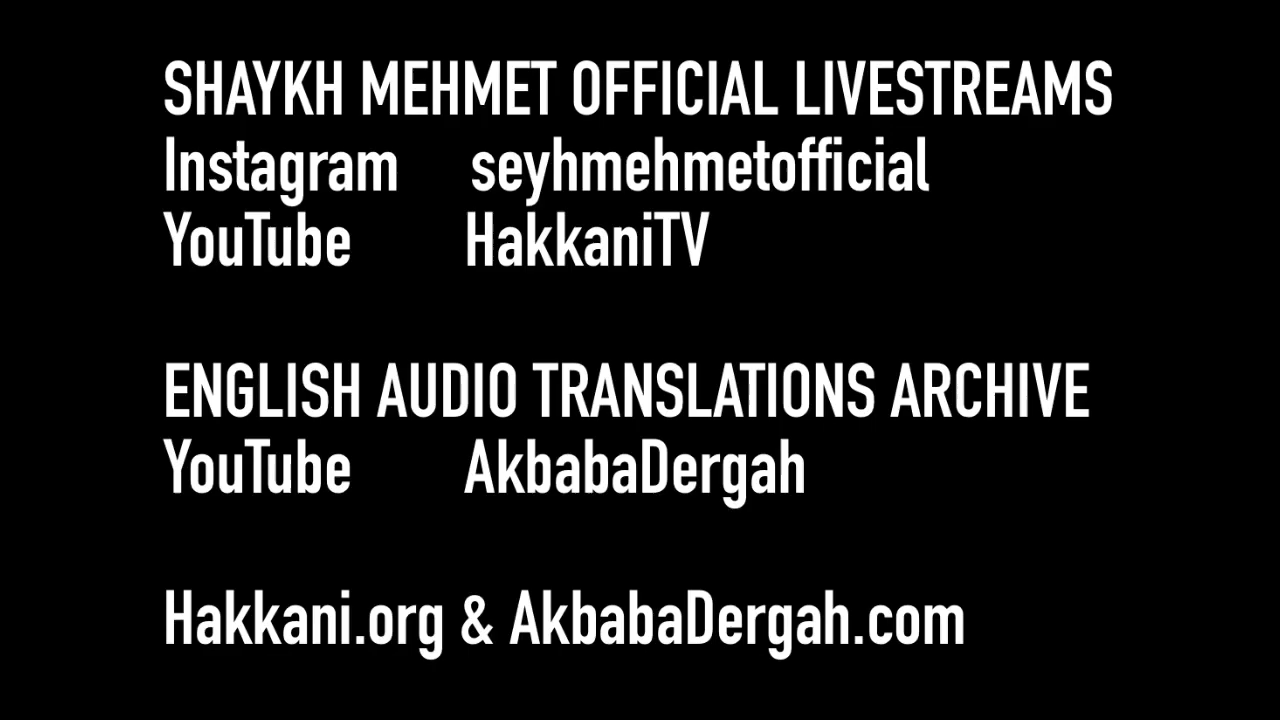 SHAYKH MEHMET OFFICIAL LIVESTREAMS
Instagram seyhmehmetofficial
YouTube HakkaniTV
ENGLISH AUDIO TRANSLATIONS ARCHIVE
YouTube AkbabaDergah
Hakkani.org & AkbabaDergah.com